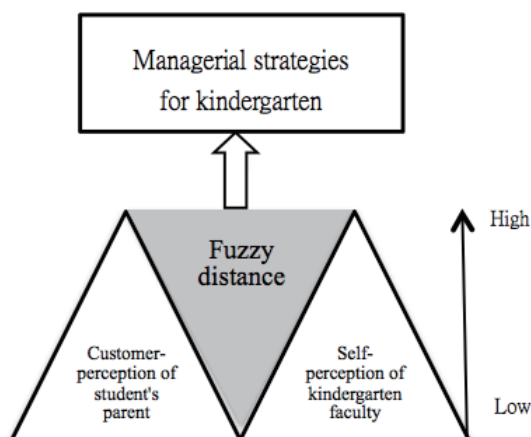 Managerial strategies
for kindergarten
High
Fuzzy
distance
Customer-
perception of
student's
parent
Self-
perception of
kindergarten
faculty
Low